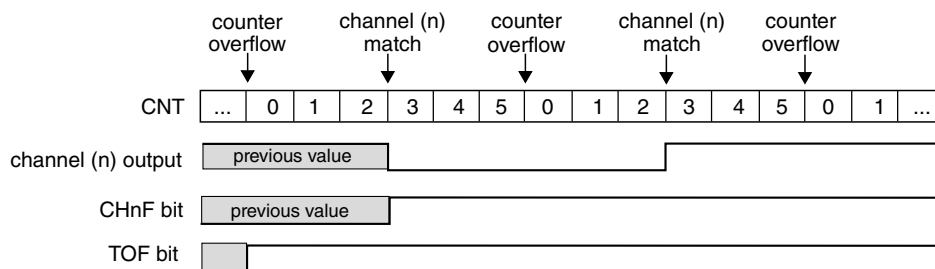 counter overflow
channel (n) match
counter overflow
channel (n) match
counter overflow
CNT ... 0 1 2 3 4 5 0 1 2 3 4 5 0 1 ...
channel (n) output previous value
CHnF bit previous value
TOF bit